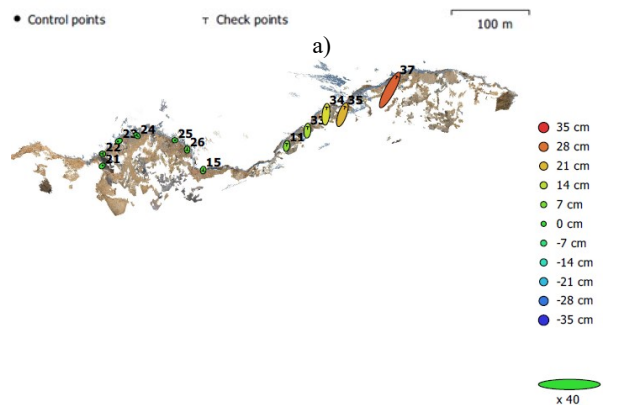 Control points
T Check points
100 m
a)
37
34 35
33
11
24
23
25
22
26
21
15
35 cm
28 cm
21 cm
14 cm
7 cm
0 cm
-7 cm
-14 cm
-21 cm
-28 cm
-35 cm
x 40